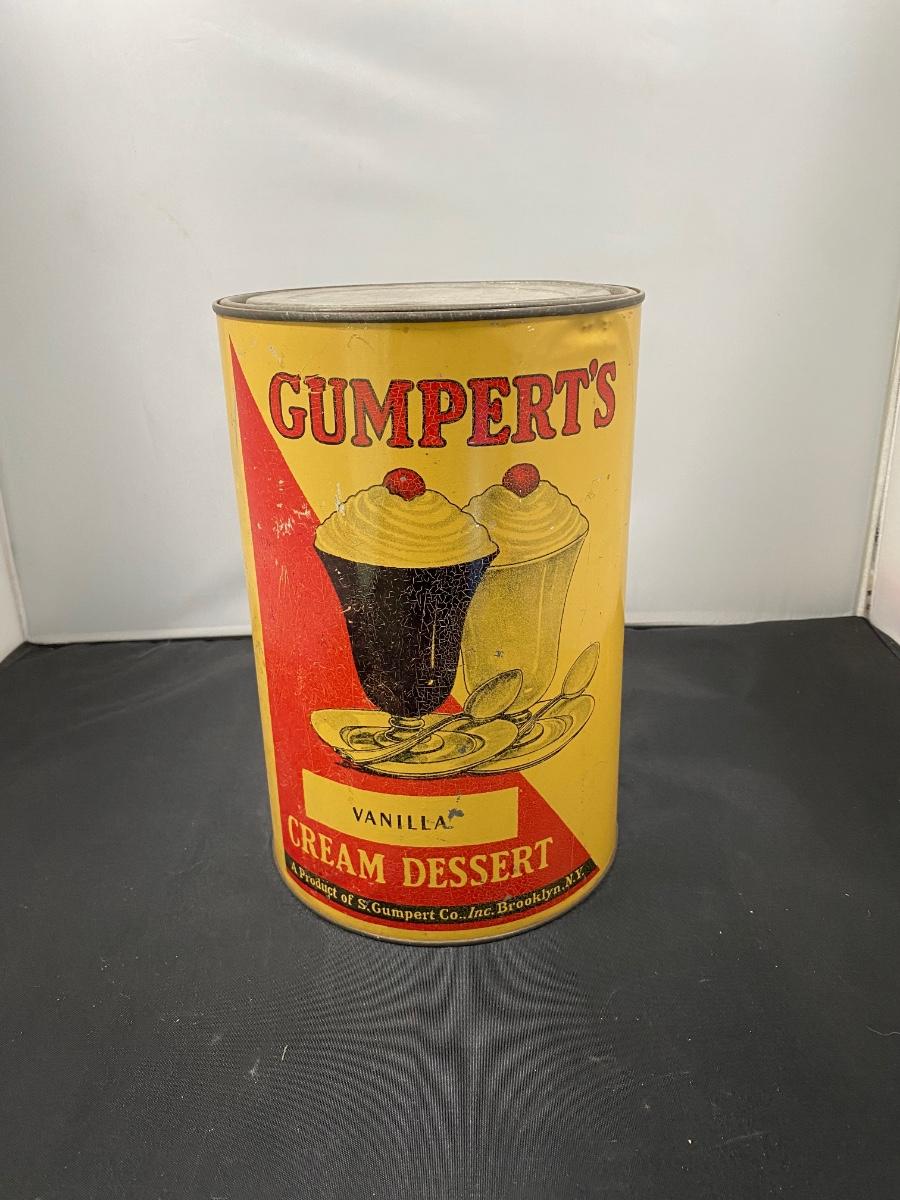 GUMPERT'S
VANILLA
CREAM DESSERT
A Product of S. Gumpert Co., Inc. Brooklyn, N.Y.